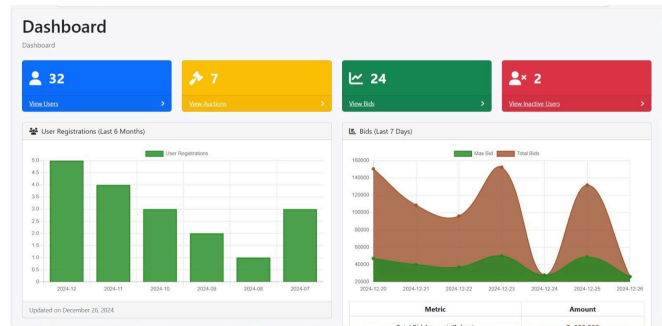 Dashboard
Dashboard
32
7
24
2
View Users
View Auctions
View Bids
View Inactive Users
User Registrations (Last 6 Months)
User Registrations
5.0
4.5
4.0
3.5
3.0
2.5
2.0
1.5
1.0
0.5
0
2024-12
2024-11
2024-10
2024-09
2024-08
2024-07
Updated on December 26, 2024
Bids (Last 7 Days)
Max Bid
Total Bids
160000
140000
120000
100000
80000
60000
40000
20000
2024-12-20
2024-12-21
2024-12-22
2024-12-23
2024-12-24
2024-12-25
2024-12-26
Metric
Amount